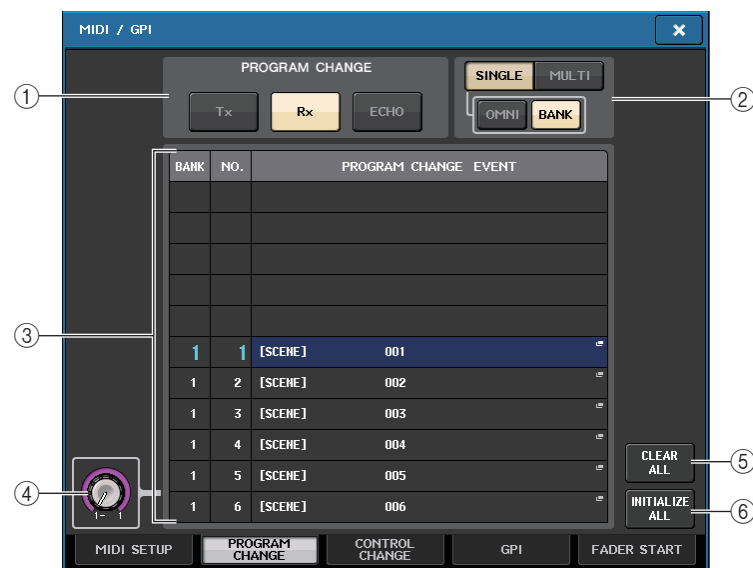 MIDI / GPI
PROGRAM CHANGE
Tx Rx ECHO
SINGLE MULTI
OMNI BANK
1
2
BANK NO. PROGRAM CHANGE EVENT
3
1 1 [SCENE] 001
1 2 [SCENE] 002
1 3 [SCENE] 003
1 4 [SCENE] 004
1 5 [SCENE] 005
1 6 [SCENE] 006
4
1- 1
CLEAR
ALL
5
INITIALIZE
ALL
6
MIDI SETUP
PROGRAM
CHANGE
CONTROL
CHANGE
GPI
FADER START